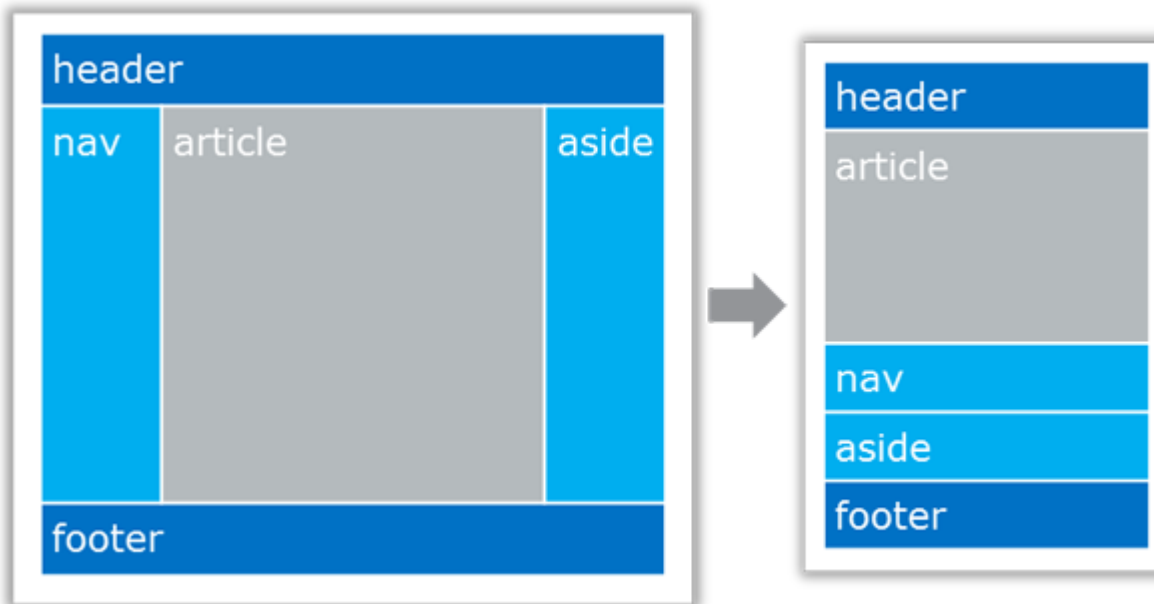 header
nav
article
aside
footer
header
article
nav
aside
footer